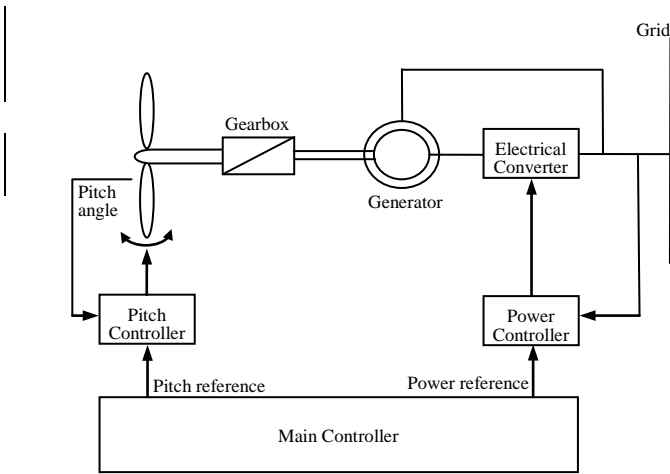 Grid
Gearbox
Electrical
Converter
Pitch
angle
Generator
Pitch
Controller
Power
Controller
Pitch reference
Power reference
Main Controller